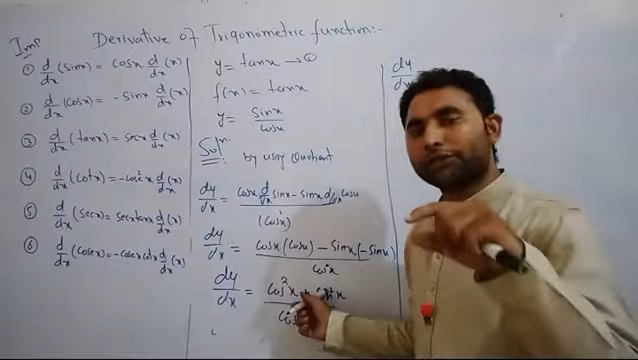 Imp
Derivative of Trigonometric function:-
① d/dx (sinx) = cosx d/dx (x)
② d/dx (cosx) = -sinx d/dx (x)
③ d/dx (tanx) = sec²x d/dx (x)
④ d/dx (cotx) = -cosec²x d/dx (x)
⑤ d/dx (secx) = secx tanx d/dx (x)
⑥ d/dx (cosecx) = -cosecx cotx d/dx (x)
y = tanx → ①
f(x) = tanx
y = sinx/cosx
Solⁿ: by using Quotient
dy/dx = cosx d/dx sinx - sinx d/dx cosx / (cosx)²
dy/dx = cosx(cosx) - sinx(-sinx) / cos²x
dy/dx = cos²x + sin²x
dy/dx